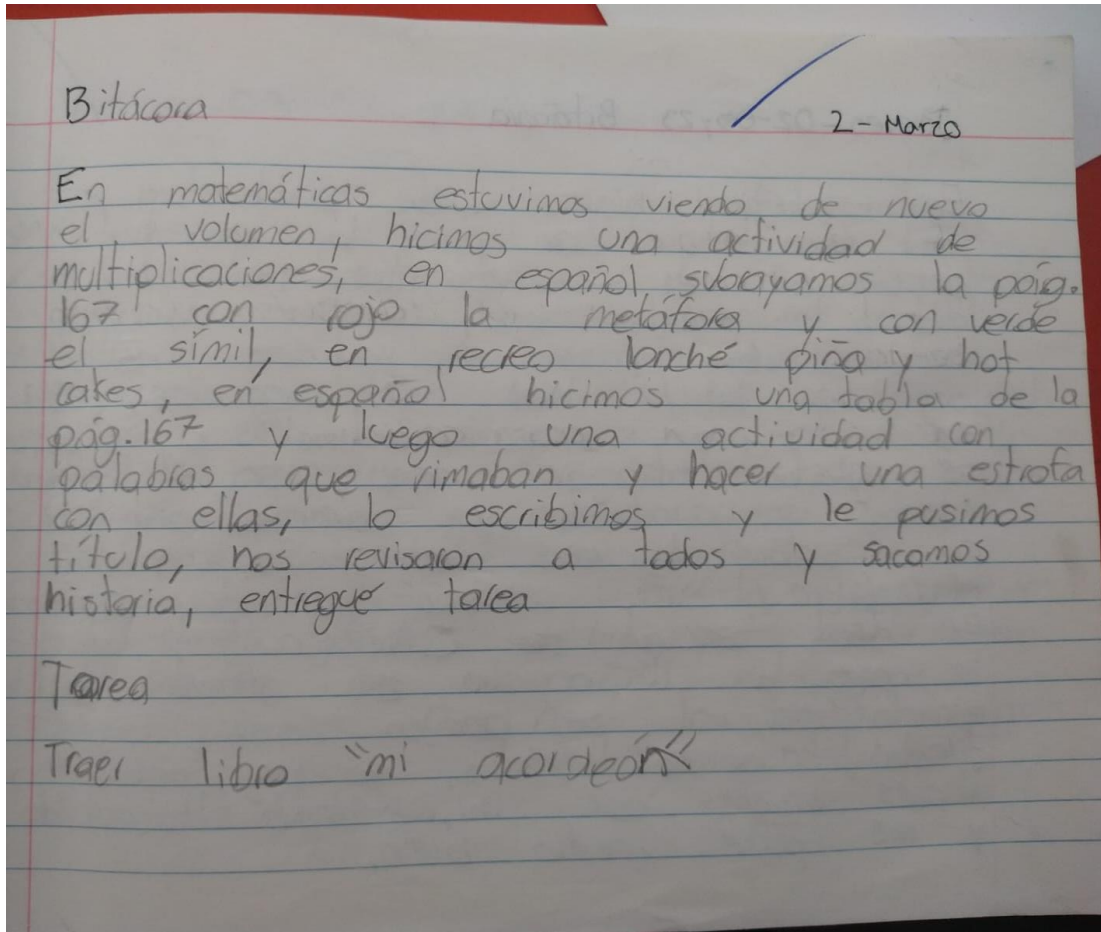 Bitácora
2 - Marzo
En matemáticas estuvimos viendo de nuevo
el volumen, hicimos una actividad de
multiplicaciones, en español subayamos la paíg.
167 con rojo la metáfora y con verde
el símil, en recreo lonché piña y hot
cakes, en español hicimos una tabla de la
pág. 167 y luego una actividad con
palabras que rimaban y hacer una estrofa
con ellas, lo escribimos y le pusimos
título, nos revisaron a todos y sacamos
historia, entregué tarea
Tarea
Traer libro "mi acordeón"